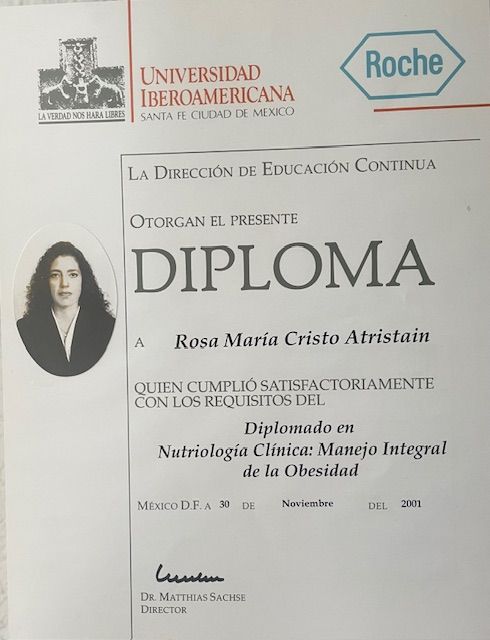 LA VERDAD NOS HARA LIBRES
UNIVERSIDAD
IBEROAMERICANA
SANTA FE CIUDAD DE MEXICO
Roche
LA DIRECCIÓN DE EDUCACIÓN CONTINUA
OTORGAN EL PRESENTE
DIPLOMA
A Rosa María Cristo Atristain
QUIEN CUMPLIÓ SATISFACTORIAMENTE
CON LOS REQUISITOS DEL
Diplomado en
Nutriología Clínica: Manejo Integral
de la Obesidad
MÉXICO D.F. A 30 DE Noviembre DEL 2001
DR. MATTHIAS SACHSE
DIRECTOR